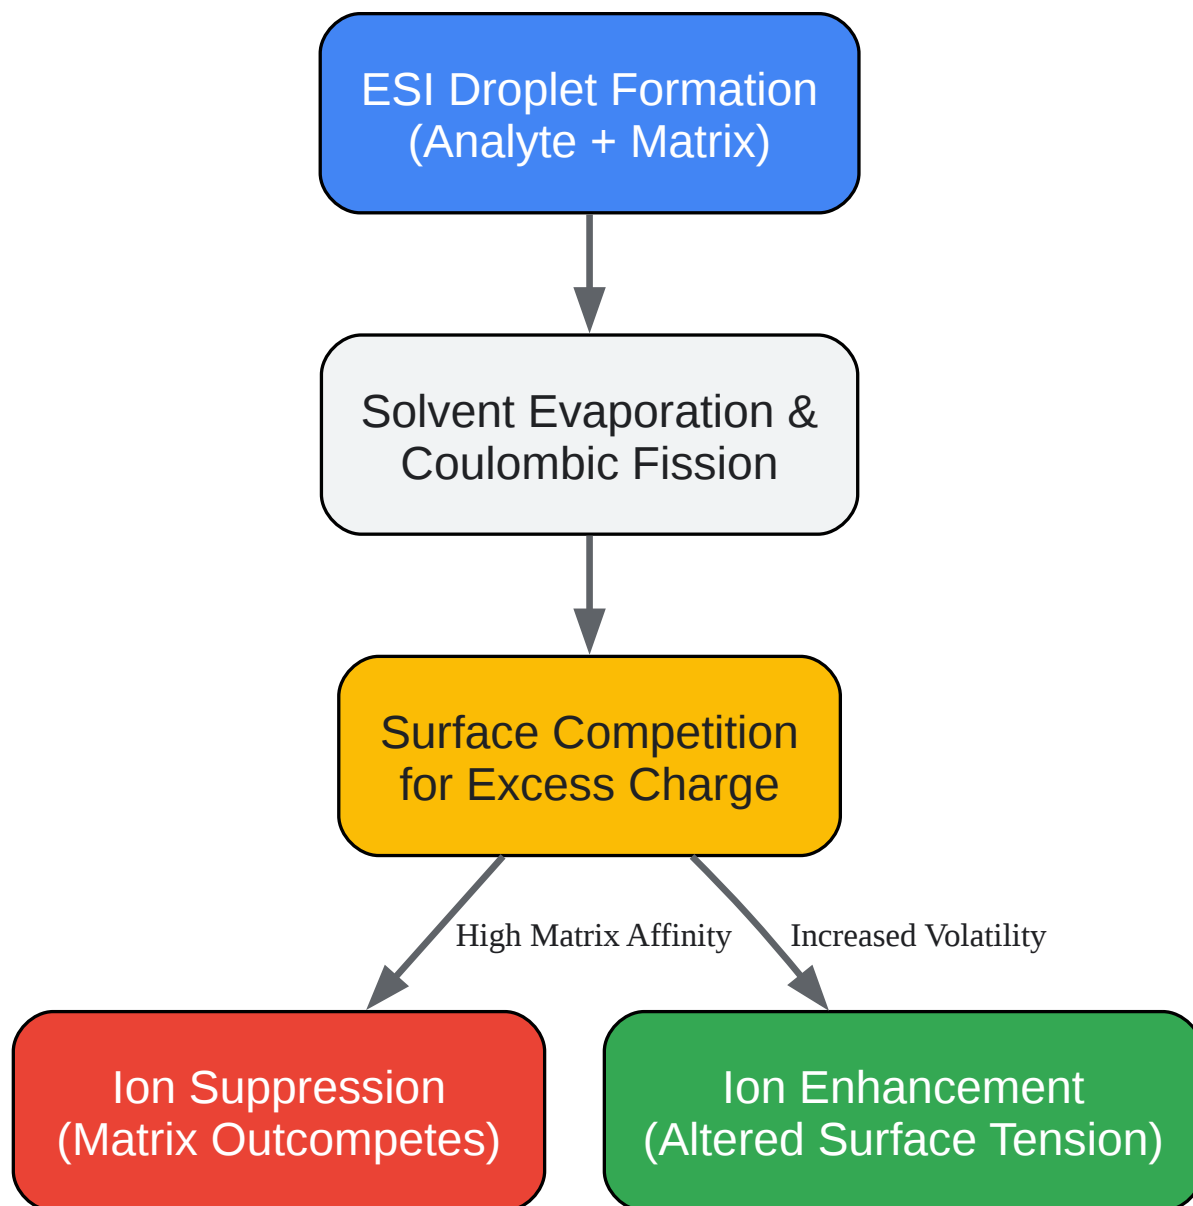 ESI Droplet Formation
(Analyte + Matrix)
Solvent Evaporation &
Coulombic Fission
Surface Competition
for Excess Charge
High Matrix Affinity
Increased Volatility
Ion Suppression
(Matrix Outcompetes)
Ion Enhancement
(Altered Surface Tension)